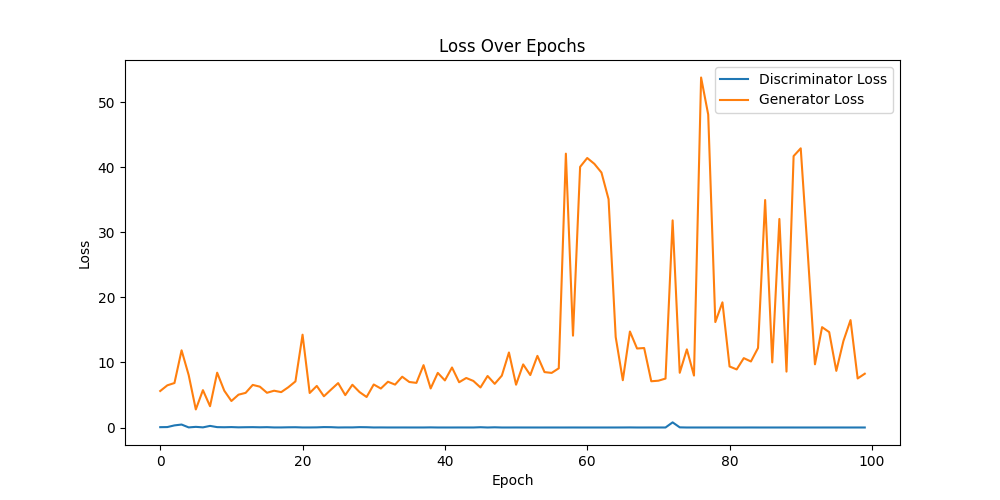 Loss Over Epochs
Discriminator Loss
Generator Loss
50
40
30
20
10
0
Loss
0 20 40 60 80 100
Epoch